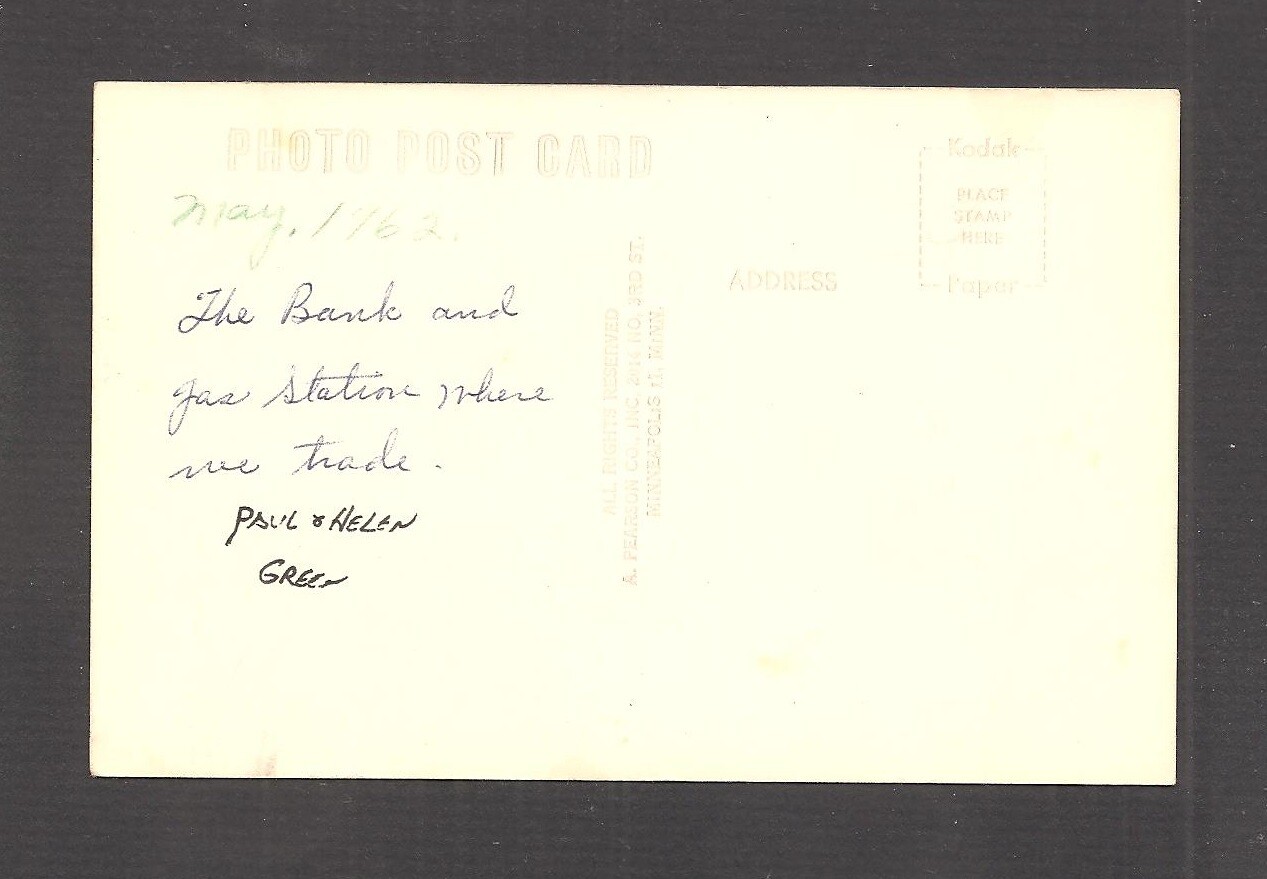 PHOTO POST CARD
May. 1962.
The Bank and
gas station where
we trade.
PAUL & HELEN
GREEN
ALL RIGHTS RESERVED
A. PEARSON CO., INC. 2014 NO. 3RD ST.
MINNEAPOLIS 11, MINN.
ADDRESS
Kodak
PLACE
STAMP
HERE
Paper